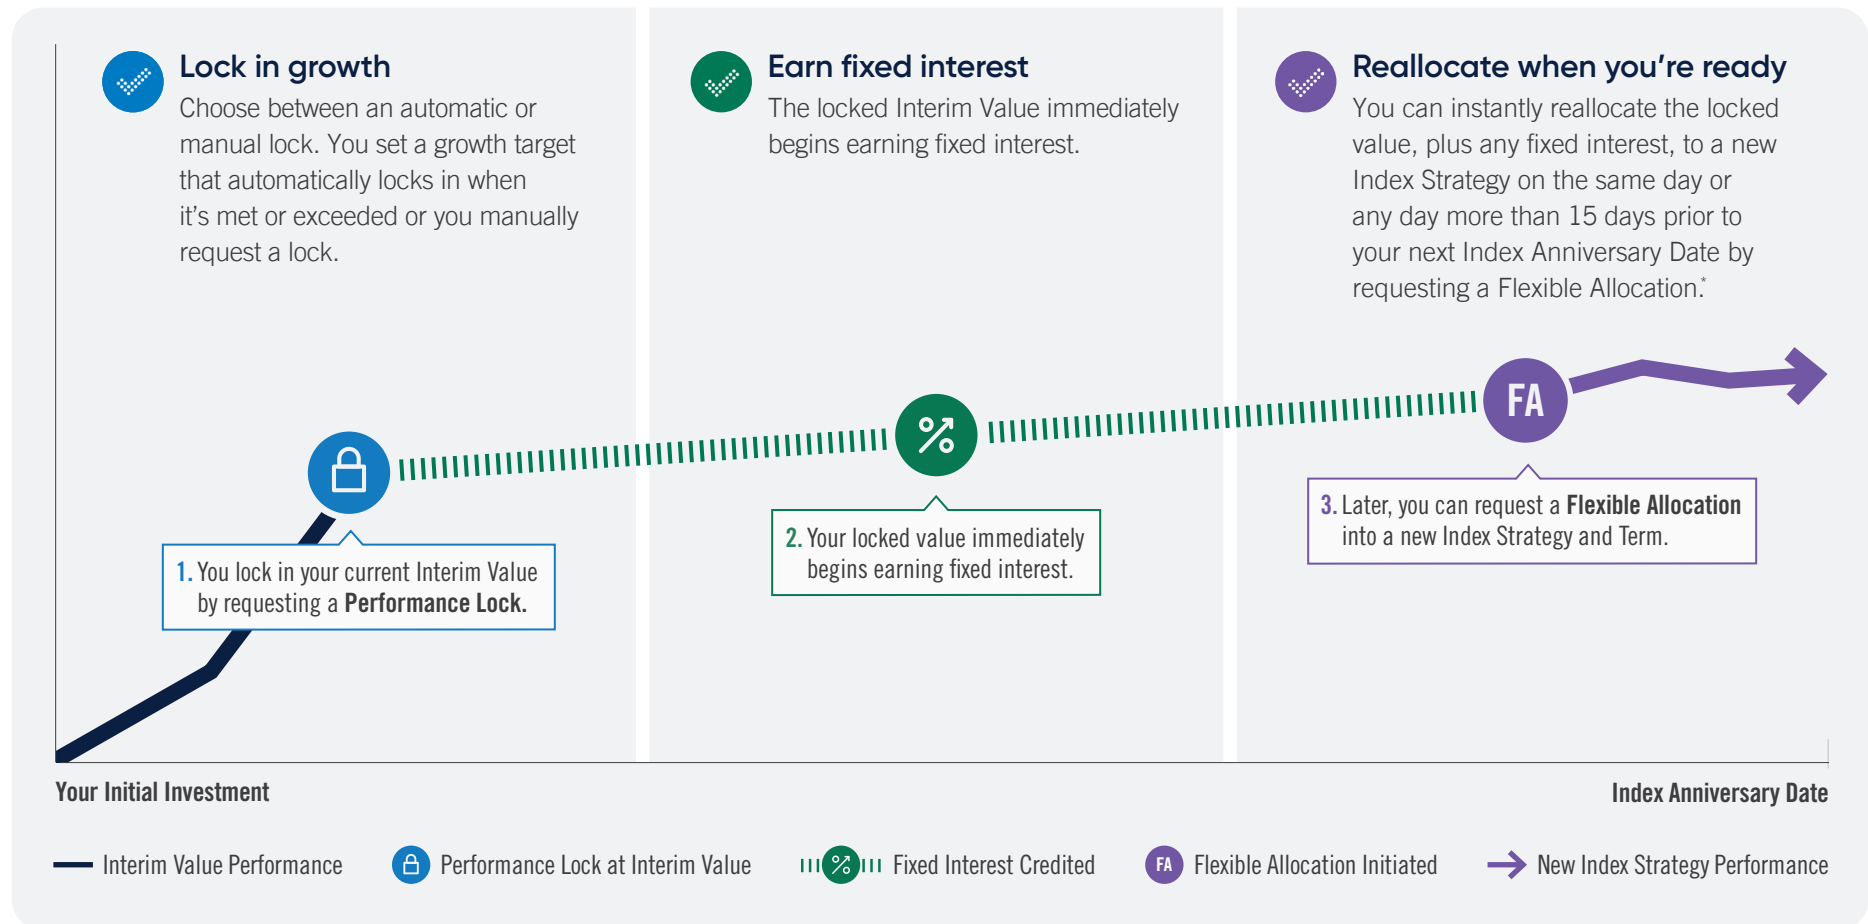 Lock in growth
Choose between an automatic or
manual lock. You set a growth target
that automatically locks in when
it's met or exceeded or you manually
request a lock.
Earn fixed interest
The locked Interim Value immediately
begins earning fixed interest.
Reallocate when you're ready
You can instantly reallocate the locked
value, plus any fixed interest, to a new
Index Strategy on the same day or
any day more than 15 days prior to
your next Index Anniversary Date by
requesting a Flexible Allocation.*
FA
1. You lock in your current Interim Value
by requesting a Performance Lock.
2. Your locked value immediately
begins earning fixed interest.
3. Later, you can request a Flexible Allocation
into a new Index Strategy and Term.
Your Initial Investment
Index Anniversary Date
Interim Value Performance
Performance Lock at Interim Value
Fixed Interest Credited
FA Flexible Allocation Initiated
New Index Strategy Performance